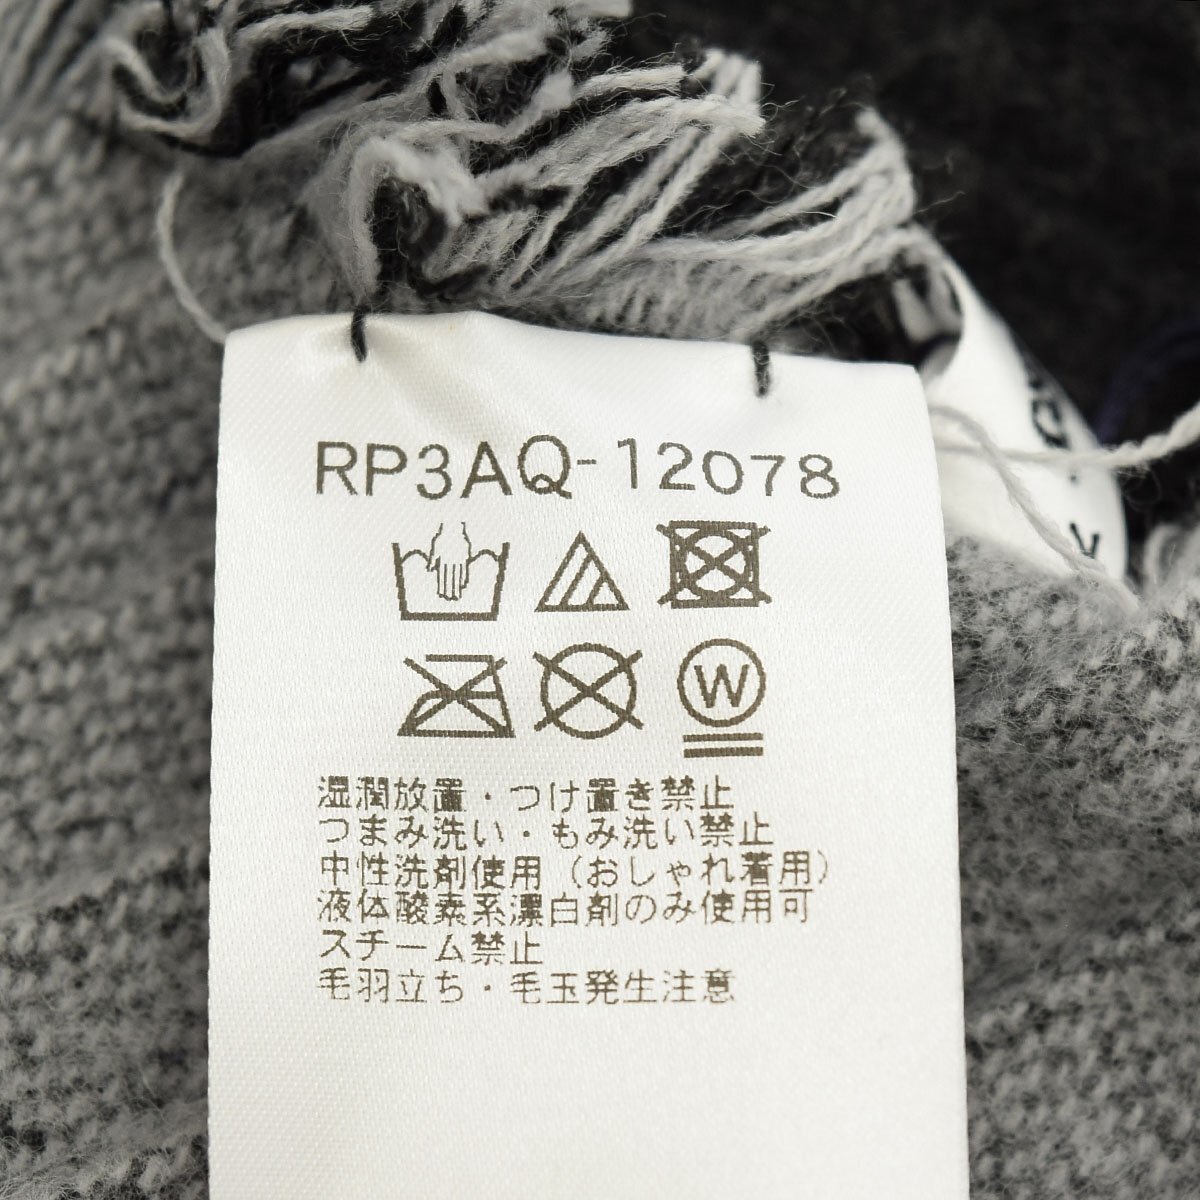 RP3AQ-12078
W
湿潤放置・つけ置き禁止
つまみ洗い・もみ洗い禁止
中性洗剤使用（おしゃれ着用）
液体酸素系漂白剤のみ使用可
スチーム禁止
毛羽立ち・毛玉発生注意